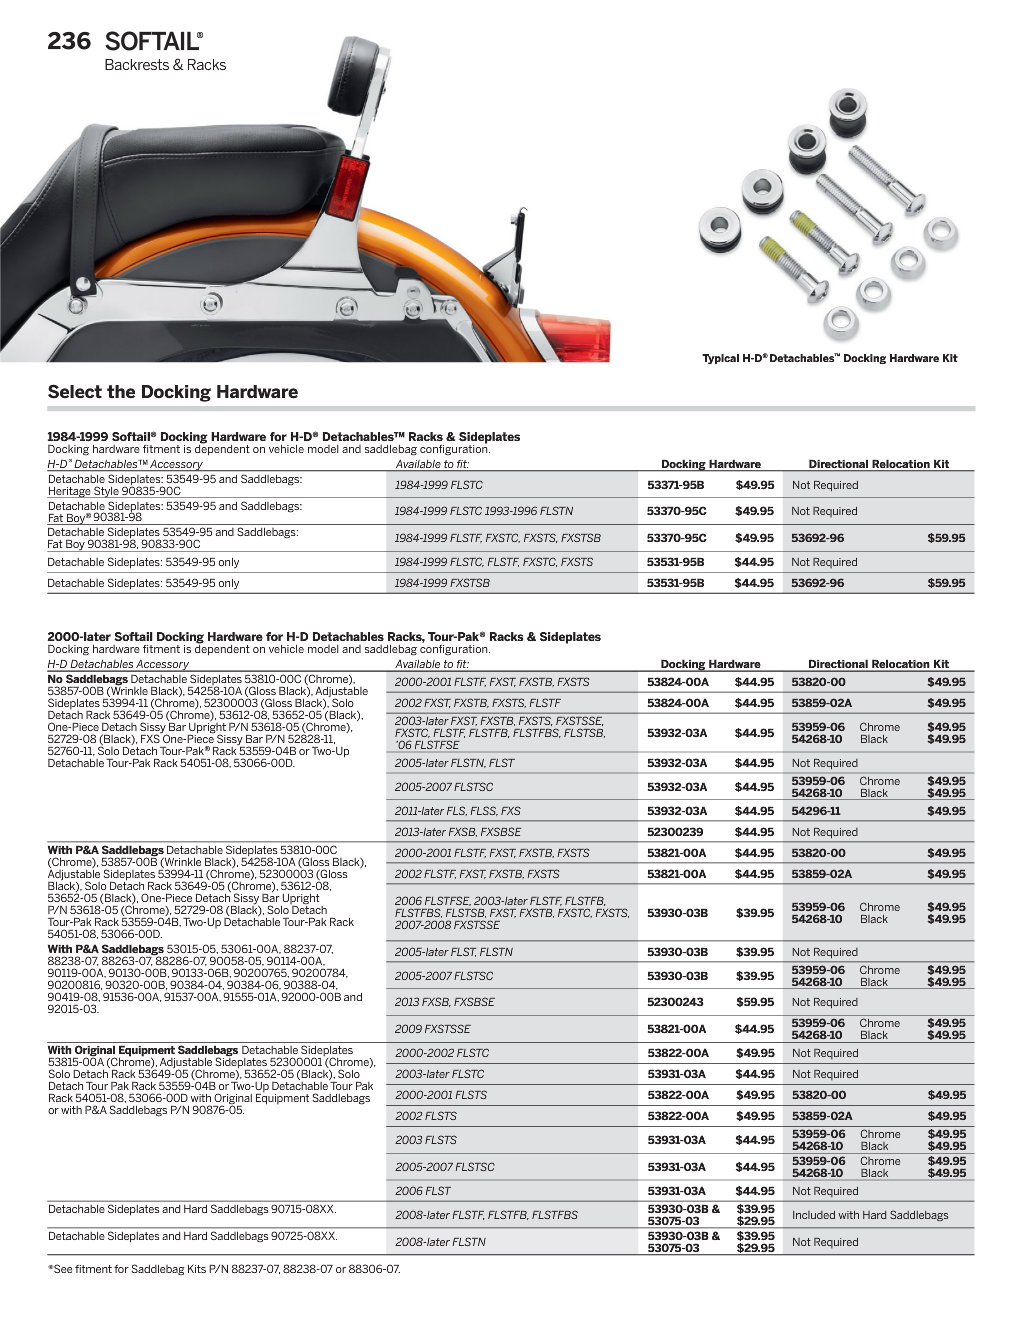 236 SOFTAIL®
Backrests & Racks
Typical H-D® Detachables™ Docking Hardware Kit
Select the Docking Hardware
1984-1999 Softail® Docking Hardware for H-D® Detachables™ Racks & Sideplates
Docking hardware fitment is dependent on vehicle model and saddlebag configuration.
H-D® Detachables™ Accessory Available to fit: Docking Hardware Directional Relocation Kit
Detachable Sideplates: 53549-95 and Saddlebags:
Heritage Style 90835-90C
1984-1999 FLSTC 53371-95B $49.95 Not Required
Detachable Sideplates: 53549-95 and Saddlebags:
Fat Boy® 90381-98
1984-1999 FLSTC 1993-1996 FLSTN 53370-95C $49.95 Not Required
Detachable Sideplates 53549-95 and Saddlebags:
Fat Boy 90381-98, 90833-90C
1984-1999 FLSTF, FXSTC, FXSTS, FXSTSB 53370-95C $49.95 53692-96 $59.95
Detachable Sideplates: 53549-95 only 1984-1999 FLSTC, FLSTF, FXSTC, FXSTS 53531-95B $44.95 Not Required
Detachable Sideplates: 53549-95 only 1984-1999 FXSTSB 53531-95B $44.95 53692-96 $59.95
2000-later Softail Docking Hardware for H-D Detachables Racks, Tour-Pak® Racks & Sideplates
Docking hardware fitment is dependent on vehicle model and saddlebag configuration.
H-D Detachables Accessory Available to fit: Docking Hardware Directional Relocation Kit
No Saddlebags Detachable Sideplates 53810-00C (Chrome),
53857-00B (Wrinkle Black), 54258-10A (Gloss Black), Adjustable
Sideplates 53994-11 (Chrome), 52300003 (Gloss Black), Solo
Detach Rack 53649-05 (Chrome), 53612-08, 53652-05 (Black),
One-Piece Detach Sissy Bar Upright P/N 53618-05 (Chrome),
52729-08 (Black), FXS One-Piece Sissy Bar P/N 52828-11,
52760-11, Solo Detach Tour-Pak® Rack 53559-04B or Two-Up
Detachable Tour-Pak Rack 54051-08, 53066-00D.
2000-2001 FLSTF, FXST, FXSTB, FXSTS 53824-00A $44.95 53820-00 $49.95
2002 FXST, FXSTB, FXSTS, FLSTF 53824-00A $44.95 53859-02A $49.95
2003-later FXST, FXSTB, FXSTS, FXSTSSE,
FXSTC, FLSTF, FLSTFB, FLSTFBS, FLSTSB,
'06 FLSTFSE
53932-03A $44.95 53959-06 Chrome $49.95
54268-10 Black $49.95
2005-later FLSTN, FLST 53932-03A $44.95 Not Required
2005-2007 FLSTSC 53932-03A $44.95 53959-06 Chrome $49.95
54268-10 Black $49.95
2011-later FLS, FLSS, FXS 53932-03A $44.95 54296-11 $49.95
2013-later FXSB, FXSBSE 52300239 $44.95 Not Required
With P&A Saddlebags Detachable Sideplates 53810-00C
(Chrome), 53857-00B (Wrinkle Black), 54258-10A (Gloss Black),
Adjustable Sideplates 53994-11 (Chrome), 52300003 (Gloss
Black), Solo Detach Rack 53649-05 (Chrome), 53612-08,
53652-05 (Black), One-Piece Detach Sissy Bar Upright
P/N 53618-05 (Chrome), 52729-08 (Black), Solo Detach
Tour-Pak Rack 53559-04B, Two-Up Detachable Tour-Pak Rack
54051-08, 53066-00D.
With P&A Saddlebags 53015-05, 53061-00A, 88237-07,
88238-07, 88263-07, 88286-07, 90058-05, 90114-00A,
90119-00A, 90130-00B, 90133-06B, 90200765, 90200784,
90200816, 90320-00B, 90384-04, 90384-06, 90388-04,
90419-08, 91536-00A, 91537-00A, 91555-01A, 92000-00B and
92015-03.
2000-2001 FLSTF, FXST, FXSTB, FXSTS 53821-00A $44.95 53820-00 $49.95
2002 FLSTF, FXST, FXSTB, FXSTS 53821-00A $44.95 53859-02A $49.95
2006 FLSTFSE, 2003-later FLSTF, FLSTFB,
FLSTFBS, FLSTSB, FXST, FXSTB, FXSTC, FXSTS,
2007-2008 FXSTSSE
53930-03B $39.95 53959-06 Chrome $49.95
54268-10 Black $49.95
2005-later FLST, FLSTN 53930-03B $39.95 Not Required
2005-2007 FLSTSC 53930-03B $39.95 53959-06 Chrome $49.95
54268-10 Black $49.95
2013 FXSB, FXSBSE 52300243 $59.95 Not Required
2009 FXSTSSE 53821-00A $44.95 53959-06 Chrome $49.95
54268-10 Black $49.95
With Original Equipment Saddlebags Detachable Sideplates
53815-00A (Chrome), Adjustable Sideplates 52300001 (Chrome),
Solo Detach Rack 53649-05 (Chrome), 53652-05 (Black), Solo
Detach Tour Pak Rack 53559-04B or Two-Up Detachable Tour Pak
Rack 54051-08, 53066-00D with Original Equipment Saddlebags
or with P&A Saddlebags P/N 90876-05.
2000-2002 FLSTC 53822-00A $49.95 Not Required
2003-later FLSTC 53931-03A $44.95 Not Required
2000-2001 FLSTS 53822-00A $49.95 53820-00 $49.95
2002 FLSTS 53822-00A $49.95 53859-02A $49.95
2003 FLSTS 53931-03A $44.95 53959-06 Chrome $49.95
54268-10 Black $49.95
2005-2007 FLSTSC 53931-03A $44.95 53959-06 Chrome $49.95
54268-10 Black $49.95
2006 FLST 53931-03A $44.95 Not Required
Detachable Sideplates and Hard Saddlebags 90715-08XX. 2008-later FLSTF, FLSTFB, FLSTFBS 53930-03B & $39.95
53075-03 $29.95 Included with Hard Saddlebags
Detachable Sideplates and Hard Saddlebags 90725-08XX. 2008-later FLSTN 53930-03B & $39.95
53075-03 $29.95 Not Required
*See fitment for Saddlebag Kits P/N 88237-07, 88238-07 or 88306-07.